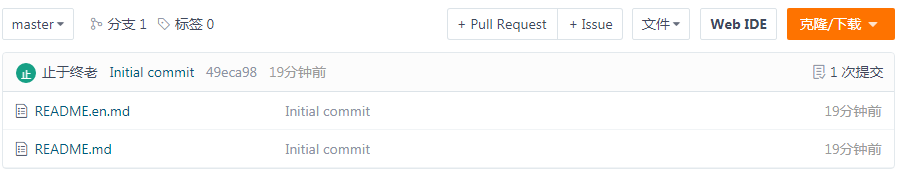 master 分支 1 标签 0 + Pull Request + Issue 文件 Web IDE 克隆/下载
止 止于终老 Initial commit 49eca98 19分钟前 1 次提交
README.en.md Initial commit 19分钟前
README.md Initial commit 19分钟前